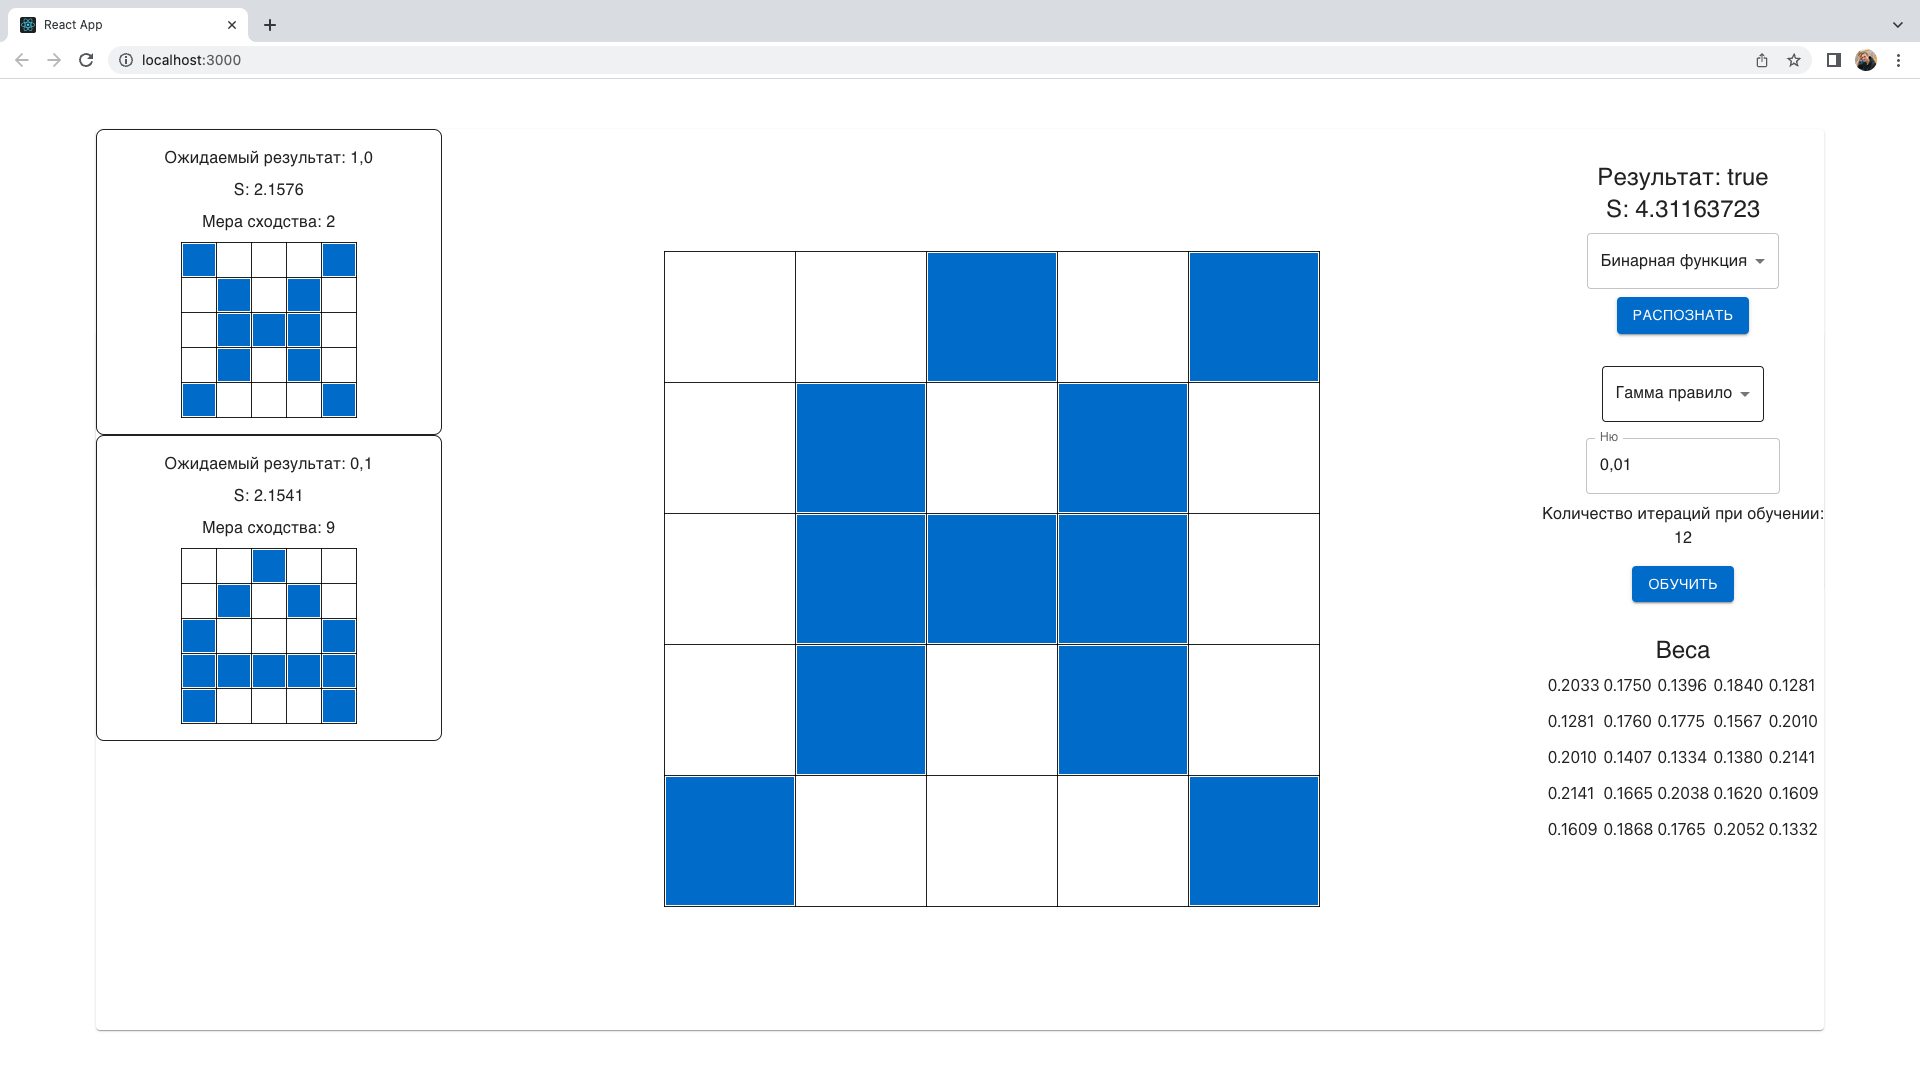 React App
localhost:3000
Ожидаемый результат: 1,0
S: 2.1576
Мера сходства: 2
Ожидаемый результат: 0,1
S: 2.1541
Мера сходства: 9
Результат: true
S: 4.31163723
Бинарная функция
РАСПОЗНАТЬ
Гамма правило
Ню
0,01
Количество итераций при обучении:
12
ОБУЧИТЬ
Веса
0.2033 0.1750 0.1396 0.1840 0.1281
0.1281 0.1760 0.1775 0.1567 0.2010
0.2010 0.1407 0.1334 0.1380 0.2141
0.2141 0.1665 0.2038 0.1620 0.1609
0.1609 0.1868 0.1765 0.2052 0.1332